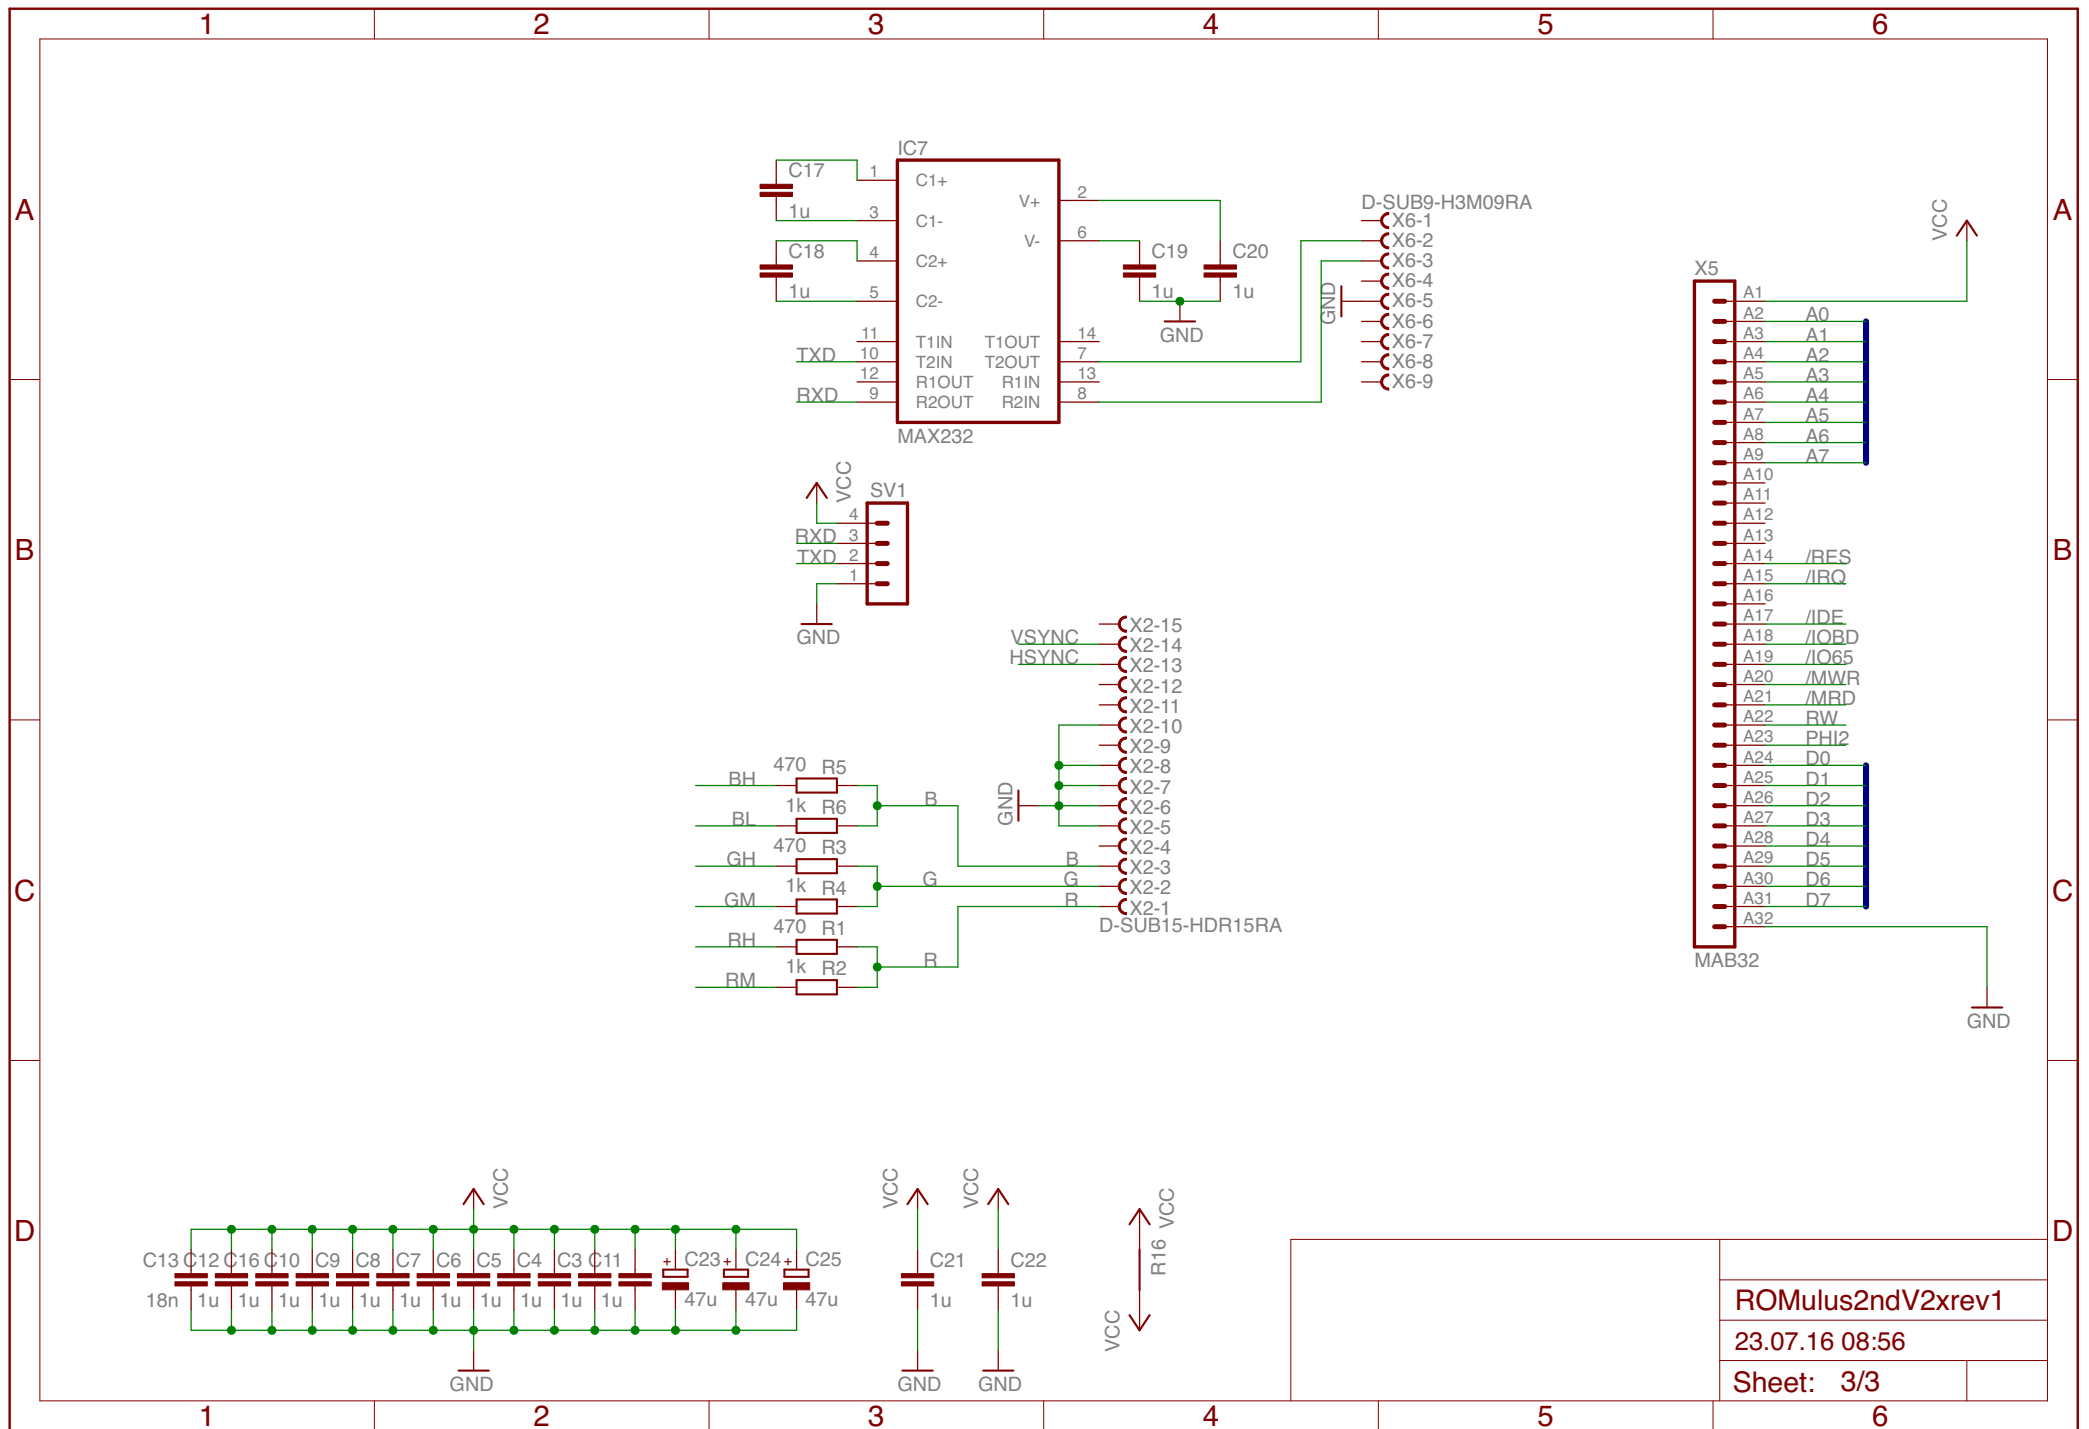 1 2 3 4 5 6
A A
B B
C C
D D
IC7
C17
1u
C18
1u
1 C1+
3 C1-
4 C2+
5 C2-
11 T1IN
TXD 10 T2IN
12 R1OUT
RXD 9 R2OUT
V+ 2
V- 6
T1OUT 14
T2OUT 7
R1IN 13
R2IN 8
MAX232
C19
1u
C20
1u
GND
D-SUB9-H3M09RA
X6-1
X6-2
X6-3
X6-4
GND X6-5
X6-6
X6-7
X6-8
X6-9
VCC
X5
A1
A2 A0
A3 A1
A4 A2
A5 A3
A6 A4
A7 A5
A8 A6
A9 A7
A10
A11
A12
A13
A14 /RES
A15 /IRQ
A16
A17 /IDE
A18 /IOBD
A19 /IO65
A20 /MWR
A21 /MRD
A22 RW
A23 PHI2
A24 D0
A25 D1
A26 D2
A27 D3
A28 D4
A29 D5
A30 D6
A31 D7
A32
MAB32
GND
VCC
SV1
4
RXD 3
TXD 2
1
GND
X2-15
VSYNC X2-14
HSYNC X2-13
X2-12
X2-11
X2-10
X2-9
X2-8
X2-7
GND X2-6
X2-5
X2-4
B X2-3
G X2-2
R X2-1
D-SUB15-HDR15RA
BH 470 R5
B
BL 1k R6
GH 470 R3
G
GM 1k R4
RH 470 R1
R
RM 1k R2
VCC
C13 C12 C16 C10 C9 C8 C7 C6 C5 C4 C3 C11 + C23 + C24 + C25
18n 1u 1u 1u 1u 1u 1u 1u 1u 1u 1u 1u 47u 47u 47u
GND
VCC
C21
1u
GND
VCC
C22
1u
GND
VCC
R16
VCC
ROMulus2ndV2xrev1
23.07.16 08:56
Sheet: 3/3
1 2 3 4 5 6